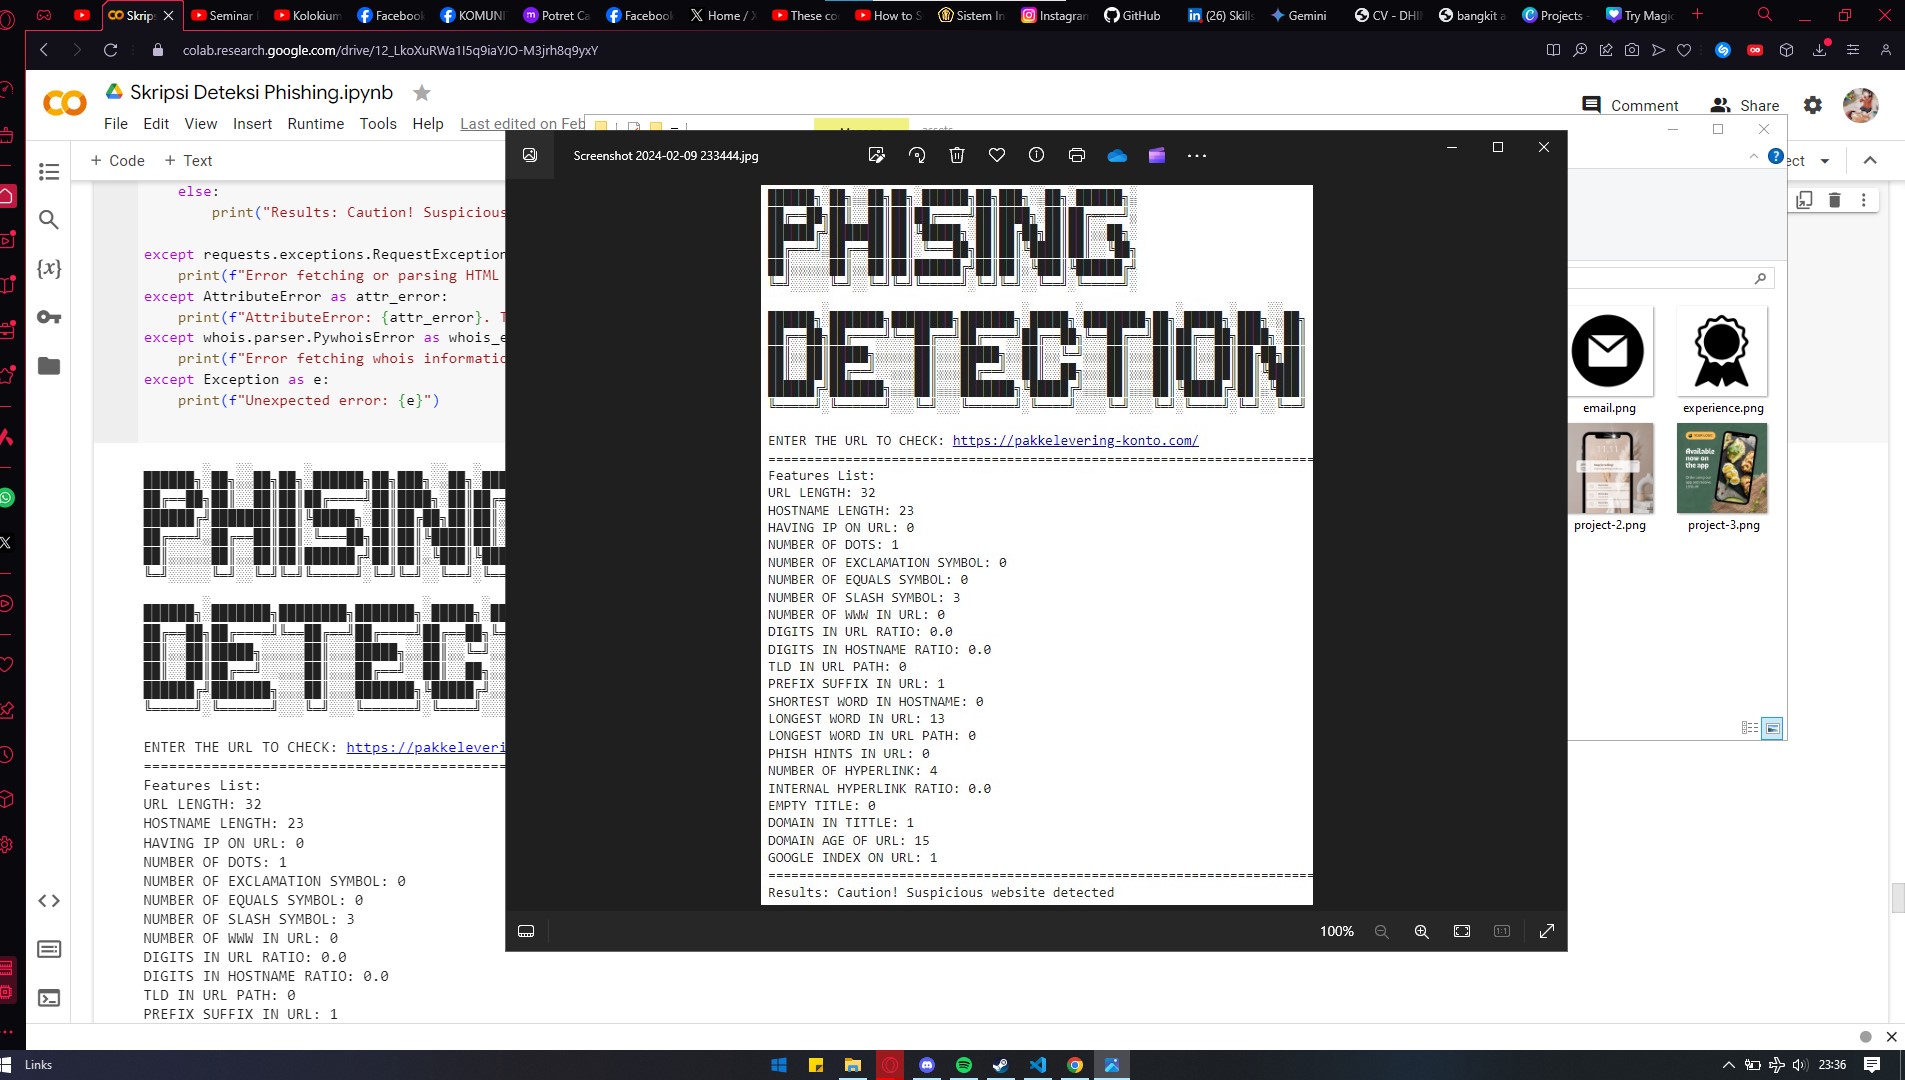 Skrips
Seminar
Kolokium
Facebook
KOMUNI
Potret Ca
Facebook
Home / X
These co
How to S
Sistem In
Instagram
GitHub
(26) Skills
Gemini
CV - DHI
bangkit a
Projects -
Try Magic
colab.research.google.com/drive/12_LkoXuRWa1I5q9iaYJO-M3jrh8q9yxY
Skripsi Deteksi Phishing.ipynb
Comment
Share
File Edit View Insert Runtime Tools Help Last edited on Feb
+ Code + Text
else:
print("Results: Caution! Suspicious
except requests.exceptions.RequestException
print(f"Error fetching or parsing HTML
except AttributeError as attr_error:
print(f"AttributeError: {attr_error}. T
except whois.parser.PywhoisError as whois_e
print(f"Error fetching whois informatio
except Exception as e:
print(f"Unexpected error: {e}")
ENTER THE URL TO CHECK: https://pakkeleveri
Features List:
URL LENGTH: 32
HOSTNAME LENGTH: 23
HAVING IP ON URL: 0
NUMBER OF DOTS: 1
NUMBER OF EXCLAMATION SYMBOL: 0
NUMBER OF EQUALS SYMBOL: 0
NUMBER OF SLASH SYMBOL: 3
NUMBER OF WWW IN URL: 0
DIGITS IN URL RATIO: 0.0
DIGITS IN HOSTNAME RATIO: 0.0
TLD IN URL PATH: 0
PREFIX SUFFIX IN URL: 1
Screenshot 2024-02-09 233444.jpg
PHISING
DETECTION
ENTER THE URL TO CHECK: https://pakkelevering-konto.com/
==============================================================================
Features List:
URL LENGTH: 32
HOSTNAME LENGTH: 23
HAVING IP ON URL: 0
NUMBER OF DOTS: 1
NUMBER OF EXCLAMATION SYMBOL: 0
NUMBER OF EQUALS SYMBOL: 0
NUMBER OF SLASH SYMBOL: 3
NUMBER OF WWW IN URL: 0
DIGITS IN URL RATIO: 0.0
DIGITS IN HOSTNAME RATIO: 0.0
TLD IN URL PATH: 0
PREFIX SUFFIX IN URL: 1
SHORTEST WORD IN HOSTNAME: 0
LONGEST WORD IN URL: 13
LONGEST WORD IN URL PATH: 0
PHISH HINTS IN URL: 0
NUMBER OF HYPERLINK: 4
INTERNAL HYPERLINK RATIO: 0.0
EMPTY TITLE: 0
DOMAIN IN TITTLE: 1
DOMAIN AGE OF URL: 15
GOOGLE INDEX ON URL: 1
==============================================================================
Results: Caution! Suspicious website detected
100%
email.png
experience.png
11:11
Available now on the app
project-2.png
project-3.png
Links
23:36